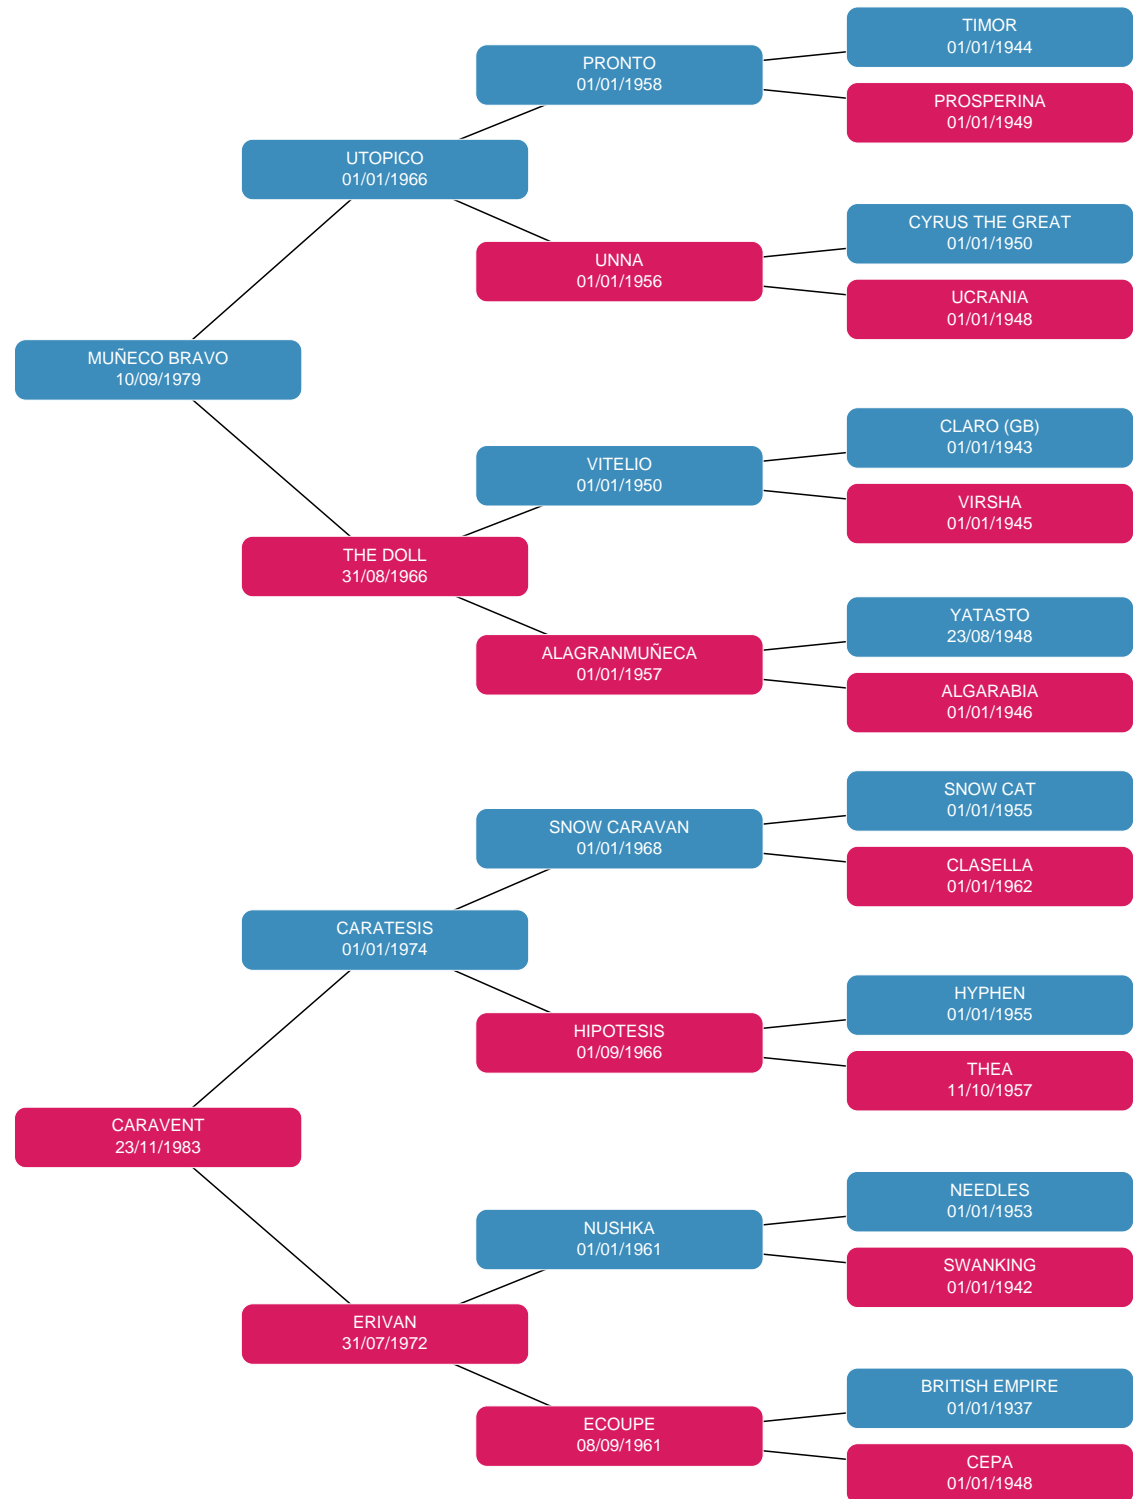 TIMOR
01/01/1944
PRONTO
01/01/1958
PROSPERINA
01/01/1949
UTOPICO
01/01/1966
CYRUS THE GREAT
01/01/1950
UNNA
01/01/1956
UCRANIA
01/01/1948
MUÑECO BRAVO
10/09/1979
CLARO (GB)
01/01/1943
VITELIO
01/01/1950
VIRSHA
01/01/1945
THE DOLL
31/08/1966
YATASTO
23/08/1948
ALAGRANMUÑECA
01/01/1957
ALGARABIA
01/01/1946
SNOW CAT
01/01/1955
SNOW CARAVAN
01/01/1968
CLASELLA
01/01/1962
CARATESIS
01/01/1974
HYPHEN
01/01/1955
HIPOTESIS
01/09/1966
THEA
11/10/1957
CARAVENT
23/11/1983
NEEDLES
01/01/1953
NUSHKA
01/01/1961
SWANKING
01/01/1942
ERIVAN
31/07/1972
BRITISH EMPIRE
01/01/1937
ECOUPE
08/09/1961
CEPA
01/01/1948